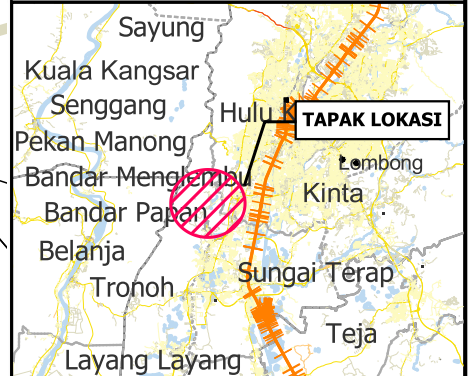 Sayung
Kuala Kangsar
Senggang
Hulu K
TAPAK LOKASI
Pekan Manong
Lombong
Bandar Menglembu
Kinta
Bandar Papan
Belanja
Sungai Terap
Tronoh
Teja
Layang Layang